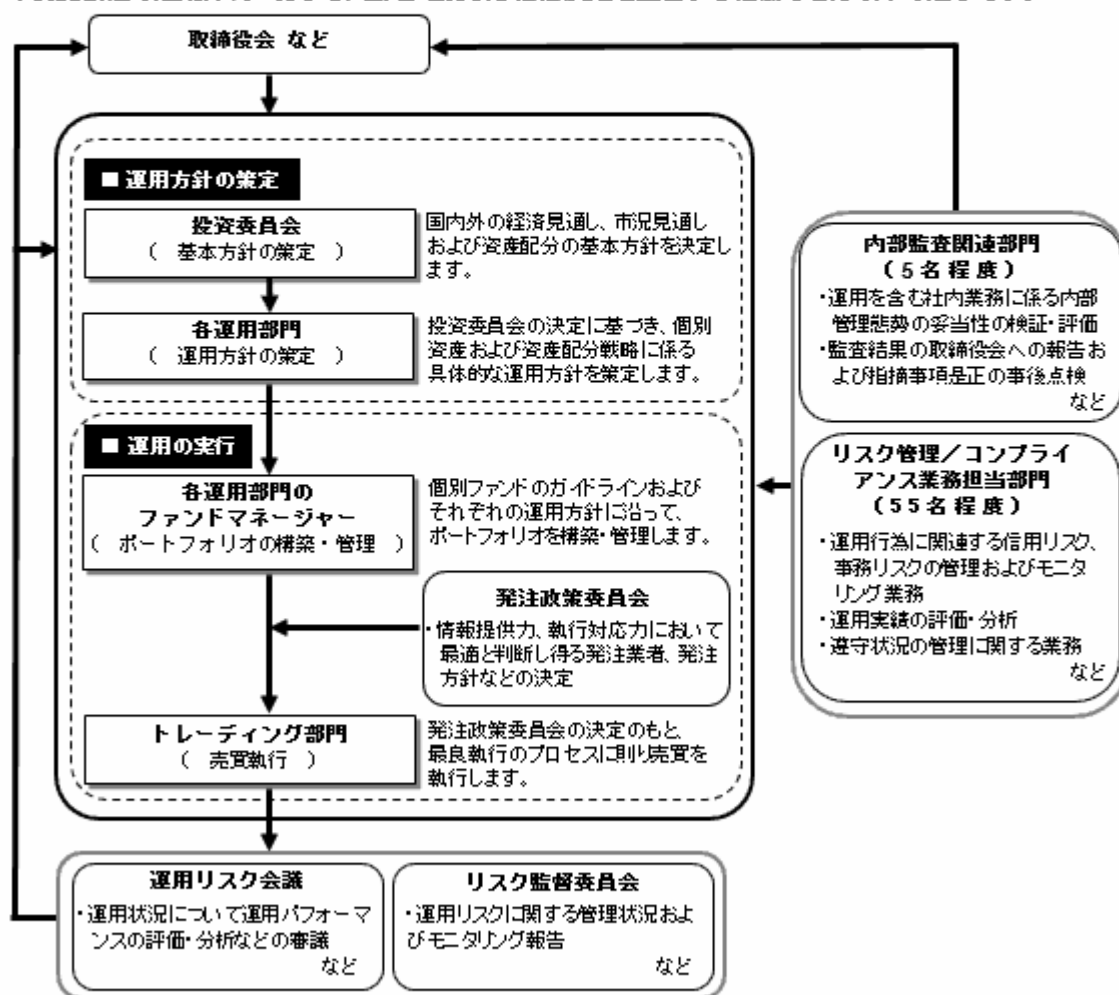 取締役会 など
■ 運用方針の策定
投資委員会
( 基本方針の策定 )
国内外の経済見通し、市況見通し
および資産配分の基本方針を決定し
ます。
各運用部門
( 運用方針の策定 )
投資委員会の決定に基づき、個別
資産および資産配分戦略に係る
具体的な運用方針を策定します。
■ 運用の実行
各運用部門の
ファンドマネージャー
( ポートフォリオの構築・管理 )
個別ファンドのガイドラインおよび
それぞれの運用方針に沿って、
ポートフォリオを構築・管理します。
発注政策委員会
・情報提供力、執行対応力において
最適と判断し得る発注業者、発注
方針などの決定
トレーディング部門
( 売買執行 )
発注政策委員会の決定のもと、
最良執行のプロセスに則り売買を
執行します。
内部監査関連部門
(5名程度)
・運用を含む社内業務に係る内部
管理態勢の妥当性の検証・評価
・監査結果の取締役会への報告お
よび指摘事項是正の事後点検
など
リスク管理/コンプライ
アンス業務担当部門
(55名程度)
・運用行為に関連する信用リスク、
事務リスクの管理およびモニタ
リング業務
・運用実績の評価・分析
・遵守状況の管理に関する業務
など
運用リスク会議
・運用状況について運用パフォーマ
ンスの評価・分析などの審議
など
リスク監督委員会
・運用リスクに関する管理状況およ
びモニタリング報告
など